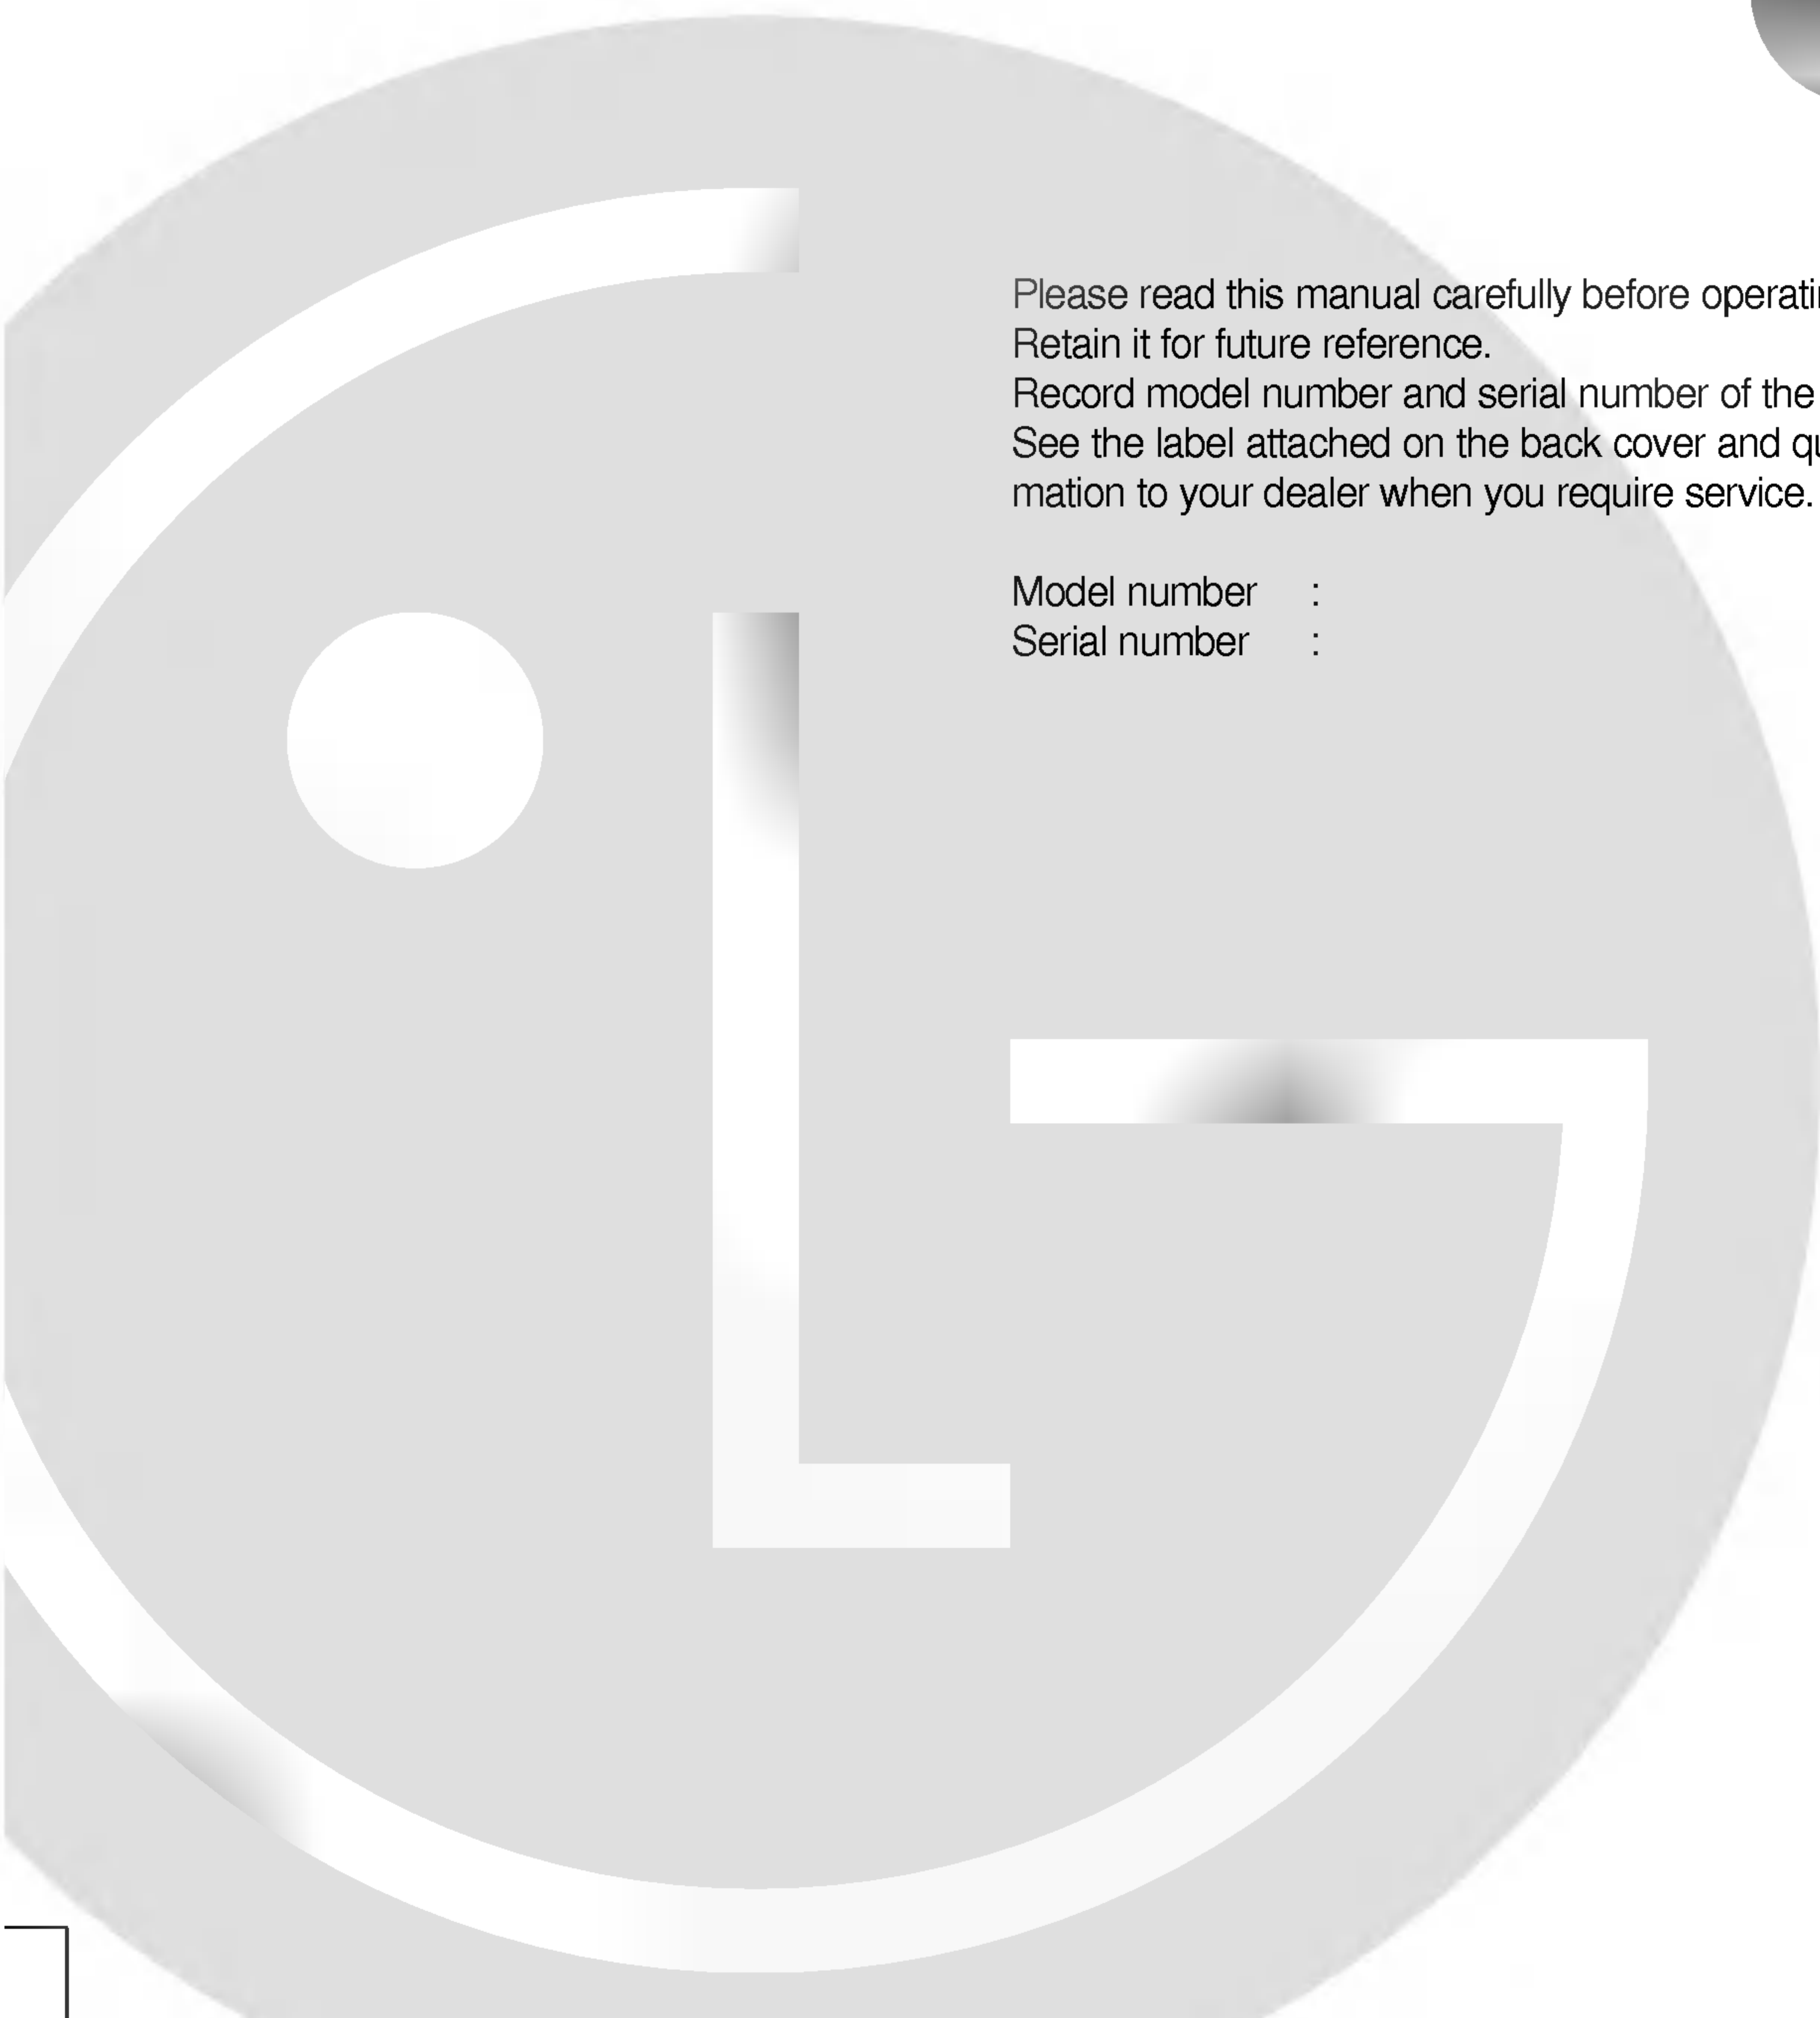 Please read this manual carefully before
Retain it for future reference.
Record model number and serial number of the
See the label attached on the back cover and
mation to your dealer when you require service.
Model number :
Serial number :